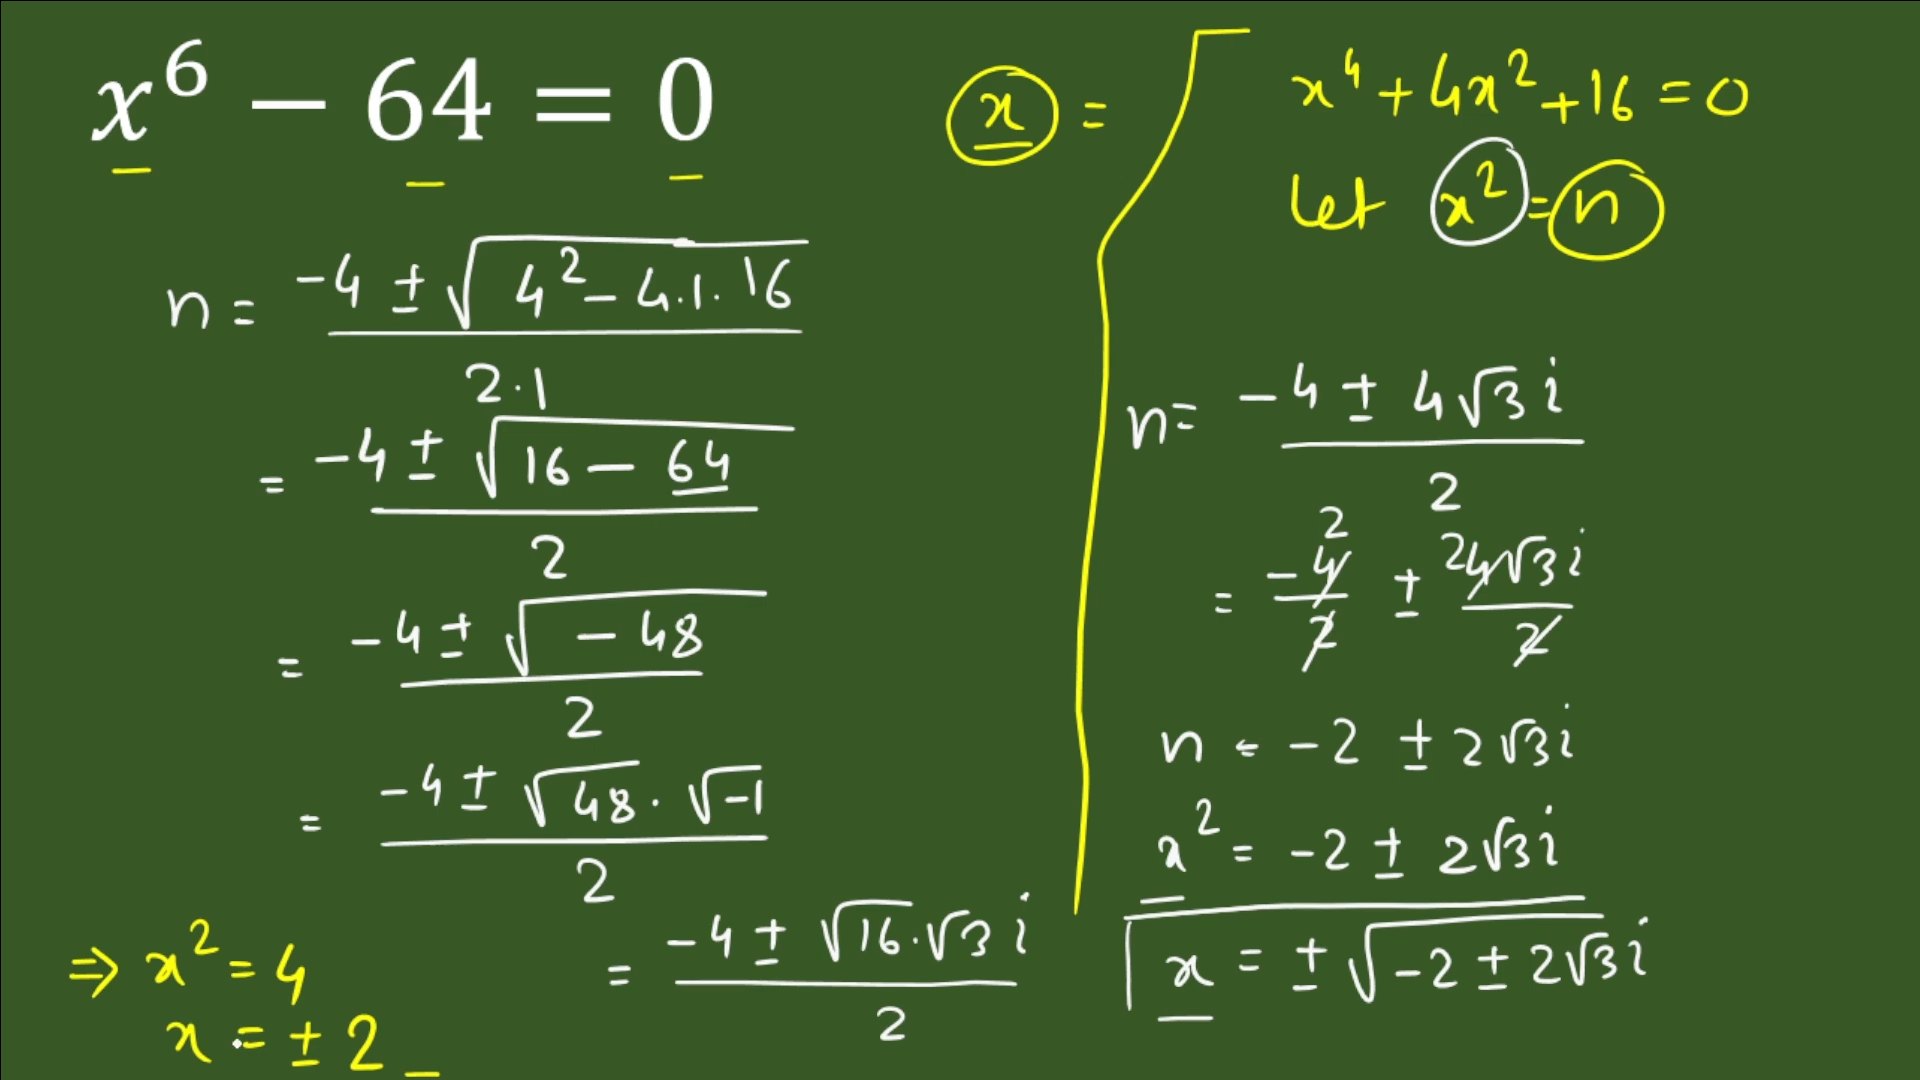 x⁶ − 64 = 0
n = (-4 ± √(4² - 4.1.16)) / 2.1
= (-4 ± √(16 - 64)) / 2
= (-4 ± √(-48)) / 2
= (-4 ± √48 . √-1) / 2
= (-4 ± √16 . √3 i) / 2
⇒ x² = 4
x = ± 2
x =
x⁴ + 4x² + 16 = 0
Let x² = n
n = (-4 ± 4√3 i) / 2
= -4/2 2 ± 2 4√3 i / 2
n = -2 ± 2√3 i
x² = -2 ± 2√3 i
x = ± √(-2 ± 2√3 i)